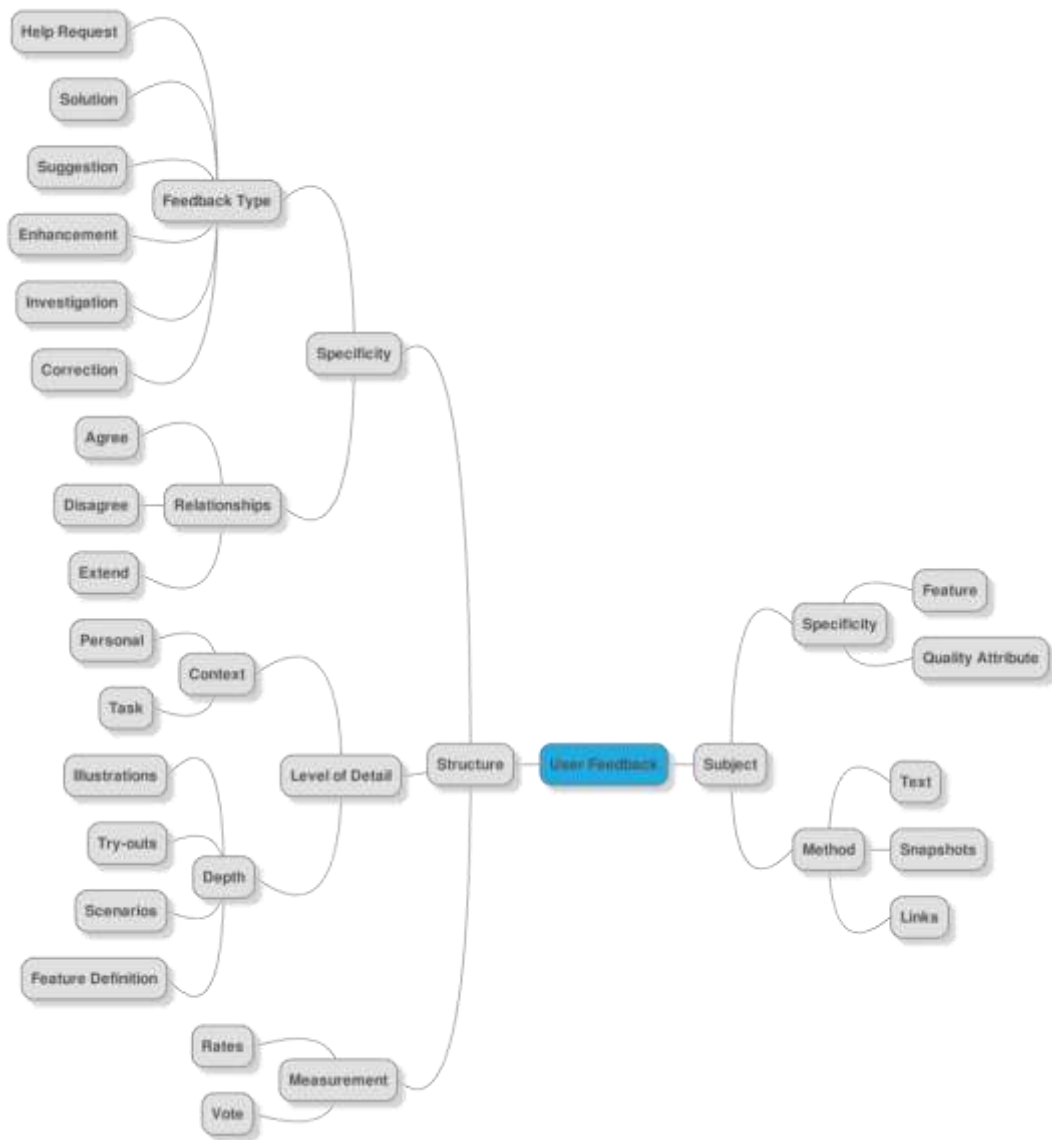 Help Request
Solution
Suggestion
Feedback Type
Enhancement
Investigation
Specificity
Correction
Agree
Disagree
Relationships
Extend
Feature
Specificity
Personal
Quality Attribute
Context
Task
Illustrations
Level of Detail
Structure
User Feedback
Subject
Text
Try-outs
Method
Snapshots
Depth
Scenarios
Links
Feature Definition
Rates
Measurement
Vote